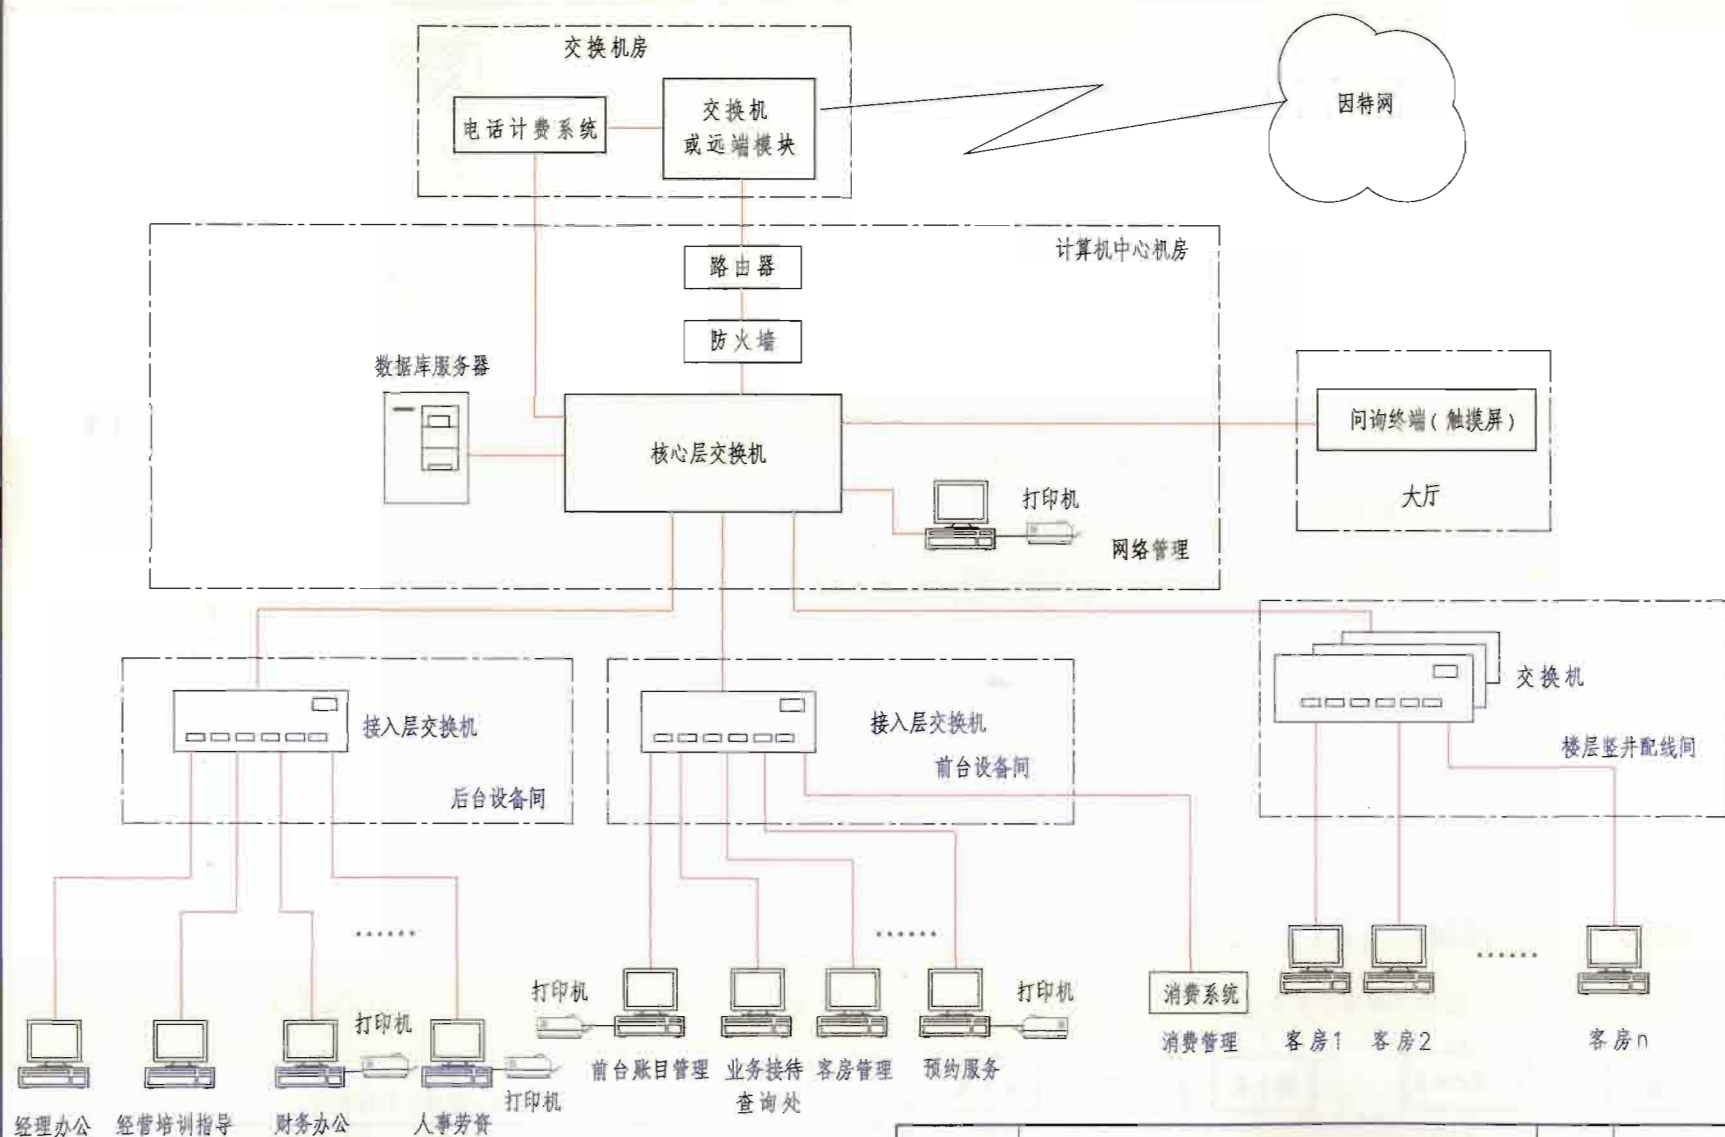 交换机房
电话计费系统
交换机
或远端模块
因特网
计算机中心机房
路由器
防火墙
数据库服务器
核心层交换机
问询终端(触摸屏)
大厅
打印机
网络管理
接入层交换机
后台设备间
接入层交换机
前台设备间
交换机
楼层竖井配线间
......
......
......
打印机
打印机
打印机
打印机
消费系统
消费管理
客房1
客房2
客房n
前台账目管理
业务接待
查询处
客房管理
预约服务
经理办公
经营培训指导
财务办公
人事劳资